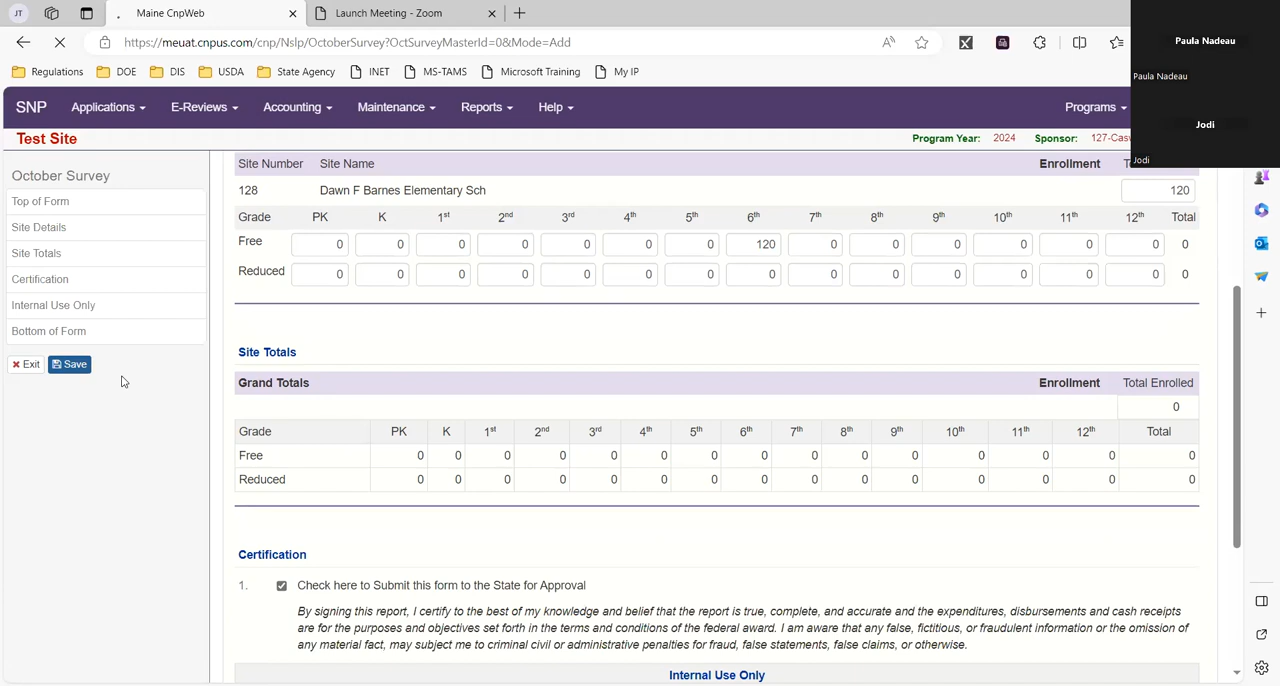 JT
Maine CnpWeb
Launch Meeting - Zoom
https://meuat.cnpus.com/cnp/Nslp/OctoberSurvey?OctSurveyMasterId=0&Mode=Add
Paula Nadeau
Paula Nadeau
Jodi
Jodi
Regulations DOE DIS USDA State Agency INET MS-TAMS Microsoft Training My IP
SNP Applications E-Reviews Accounting Maintenance Reports Help Programs
Test Site Program Year: 2024 Sponsor: 127-Casw
October Survey
Top of Form
Site Details
Site Totals
Certification
Internal Use Only
Bottom of Form
Exit Save
Site Number Site Name Enrollment
128 Dawn F Barnes Elementary Sch 120
Grade PK K 1st 2nd 3rd 4th 5th 6th 7th 8th 9th 10th 11th 12th Total
Free 0 0 0 0 0 0 0 120 0 0 0 0 0 0 0
Reduced 0 0 0 0 0 0 0 0 0 0 0 0 0 0 0
Site Totals
Grand Totals Enrollment Total Enrolled
0
Grade PK K 1st 2nd 3rd 4th 5th 6th 7th 8th 9th 10th 11th 12th Total
Free 0 0 0 0 0 0 0 0 0 0 0 0 0 0 0
Reduced 0 0 0 0 0 0 0 0 0 0 0 0 0 0 0
Certification
1. Check here to Submit this form to the State for Approval
By signing this report, I certify to the best of my knowledge and belief that the report is true, complete, and accurate and the expenditures, disbursements and cash receipts
are for the purposes and objectives set forth in the terms and conditions of the federal award. I am aware that any false, fictitious, or fraudulent information or the omission of
any material fact, may subject me to criminal civil or administrative penalties for fraud, false statements, false claims, or otherwise.
Internal Use Only